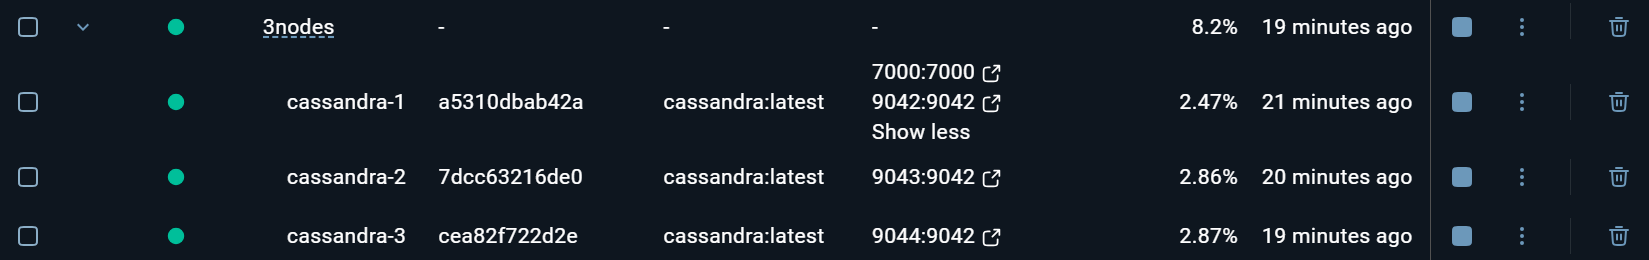 3nodes - - - 8.2% 19 minutes ago
7000:7000
cassandra-1 a5310dbab42a cassandra:latest 9042:9042 2.47% 21 minutes ago
Show less
cassandra-2 7dcc63216de0 cassandra:latest 9043:9042 2.86% 20 minutes ago
cassandra-3 cea82f722d2e cassandra:latest 9044:9042 2.87% 19 minutes ago